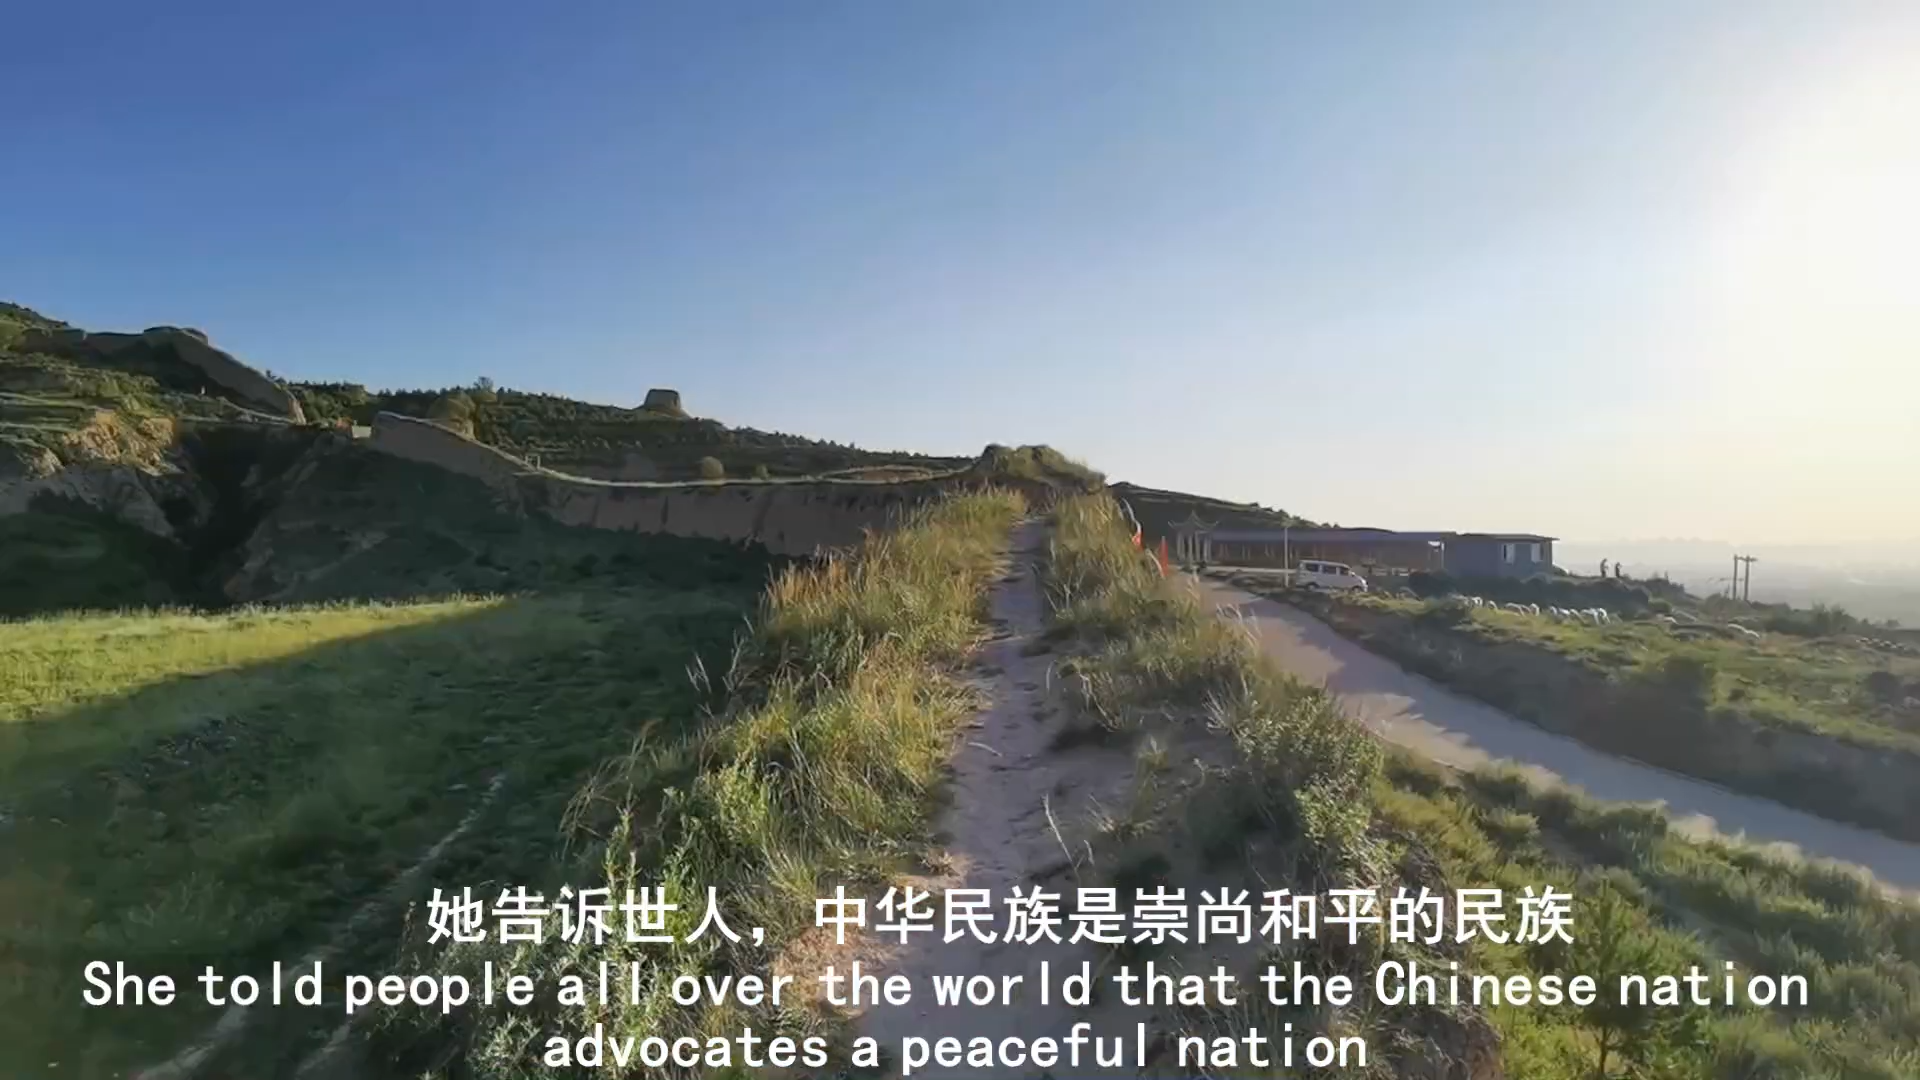 她告诉世人，中华民族是崇尚和平的民族
She told people all over the world that the Chinese nation
advocates a peaceful nation